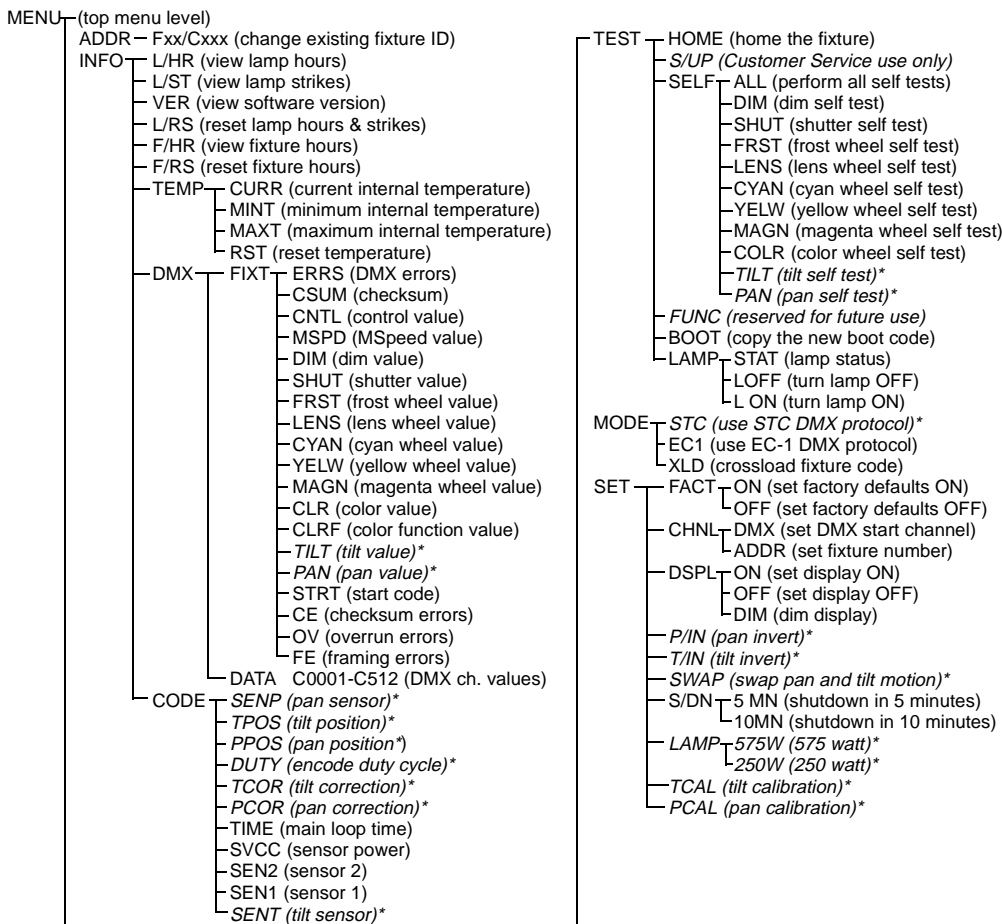 MENU (top menu level)
ADDR Fxx/Cxxx (change existing fixture ID)
INFO L/HR (view lamp hours)
L/ST (view lamp strikes)
VER (view software version)
L/RS (reset lamp hours & strikes)
F/HR (view fixture hours)
F/RS (reset fixture hours)
TEMP CURR (current internal temperature)
MINT (minimum internal temperature)
MAXT (maximum internal temperature)
RST (reset temperature)
DMX FIXT ERRS (DMX errors)
CSUM (checksum)
CNTL (control value)
MSPD (MSpeed value)
DIM (dim value)
SHUT (shutter value)
FRST (frost wheel value)
LENS (lens wheel value)
CYAN (cyan wheel value)
YELW (yellow wheel value)
MAGN (magenta wheel value)
CLR (color value)
CLRF (color function value)
TILT (tilt value)*
PAN (pan value)*
STRT (start code)
CE (checksum errors)
OV (overrun errors)
FE (framing errors)
DATA C0001-C512 (DMX ch. values)
CODE SENP (pan sensor)*
TPOS (tilt position)*
PPOS (pan position*)
DUTY (encode duty cycle)*
TCOR (tilt correction)*
PCOR (pan correction)*
TIME (main loop time)
SVCC (sensor power)
SEN2 (sensor 2)
SEN1 (sensor 1)
SENT (tilt sensor)*
TEST HOME (home the fixture)
S/UP (Customer Service use only)
SELF ALL (perform all self tests)
DIM (dim self test)
SHUT (shutter self test)
FRST (frost wheel self test)
LENS (lens wheel self test)
CYAN (cyan wheel self test)
YELW (yellow wheel self test)
MAGN (magenta wheel self test)
COLR (color wheel self test)
TILT (tilt self test)*
PAN (pan self test)*
FUNC (reserved for future use)
BOOT (copy the new boot code)
LAMP STAT (lamp status)
LOFF (turn lamp OFF)
L ON (turn lamp ON)
MODE STC (use STC DMX protocol)*
EC1 (use EC-1 DMX protocol)
XLD (crossload fixture code)
SET FACT ON (set factory defaults ON)
OFF (set factory defaults OFF)
CHNL DMX (set DMX start channel)
ADDR (set fixture number)
DSPL ON (set display ON)
OFF (set display OFF)
DIM (dim display)
P/IN (pan invert)*
T/IN (tilt invert)*
SWAP (swap pan and tilt motion)*
S/DN 5 MN (shutdown in 5 minutes)
10MN (shutdown in 10 minutes)
LAMP 575W (575 watt)*
250W (250 watt)*
TCAL (tilt calibration)*
PCAL (pan calibration)*